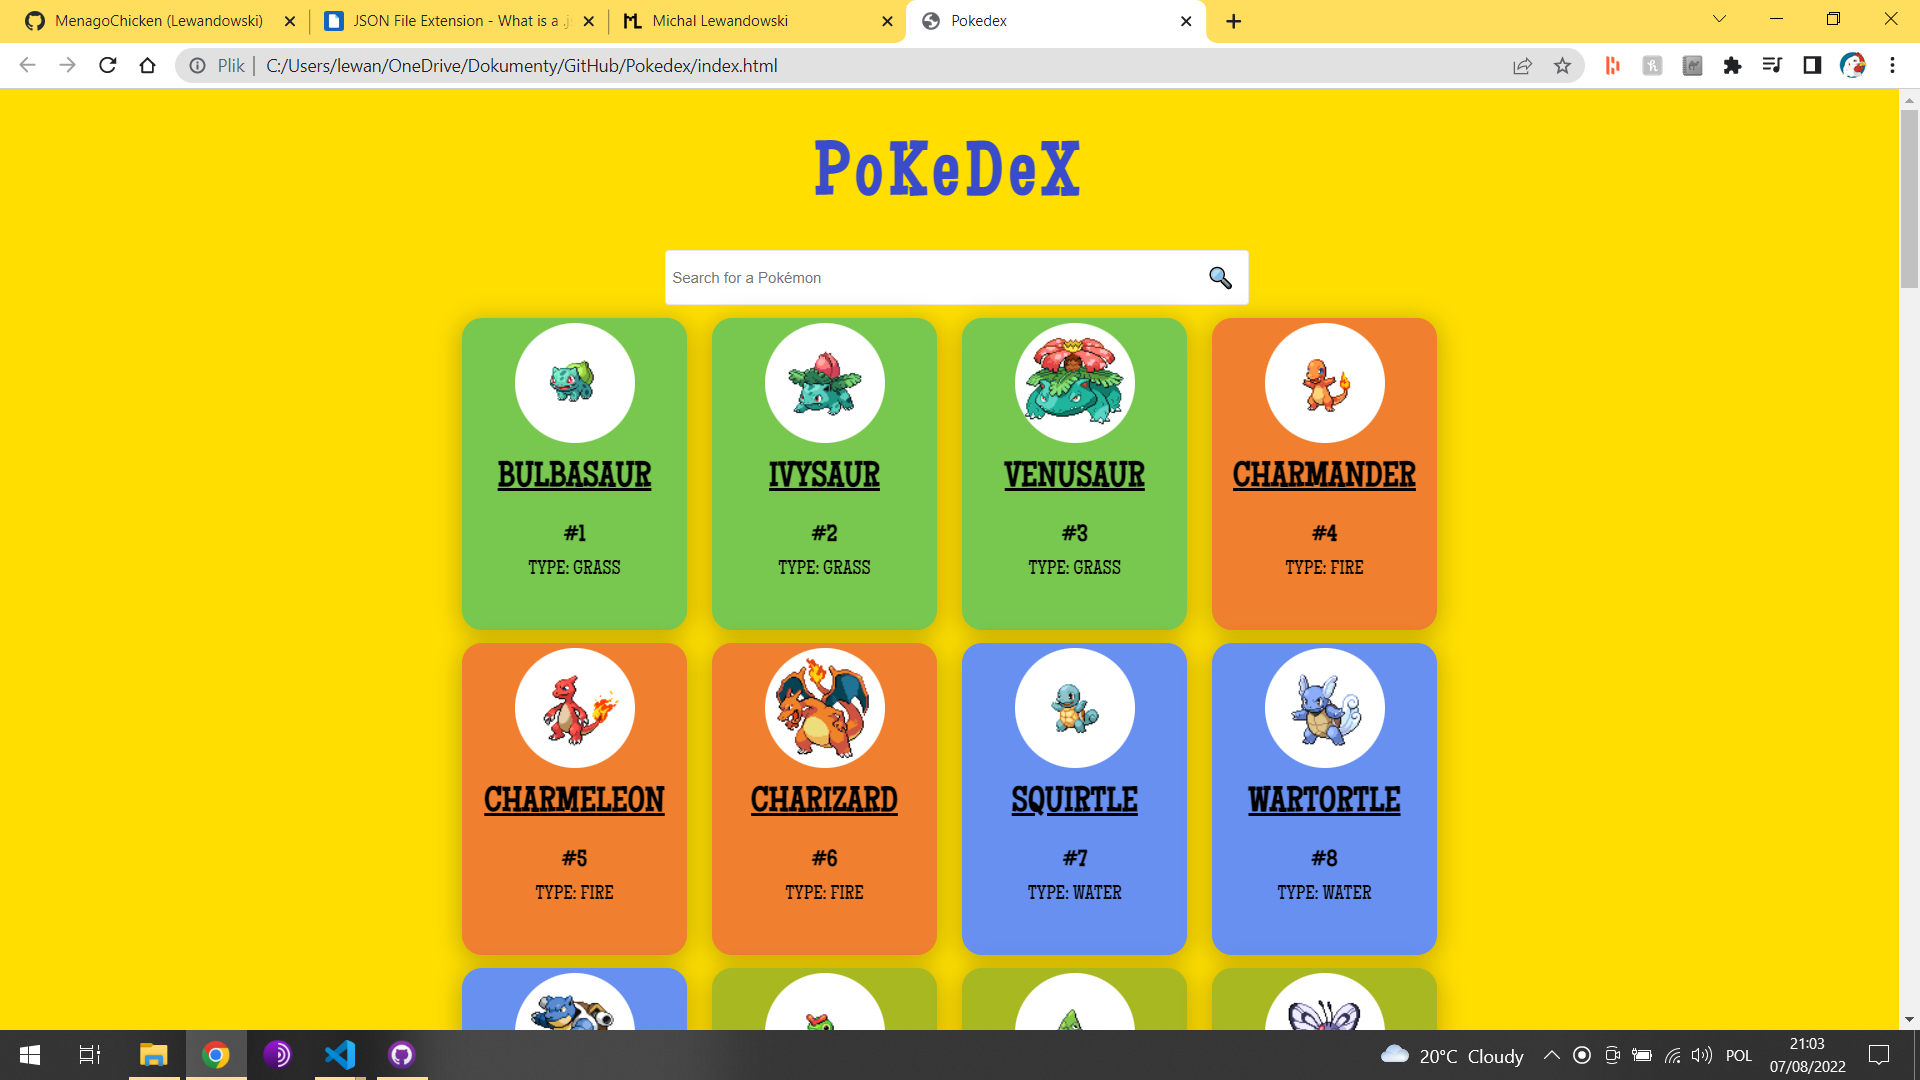 MenagoChicken (Lewandowski)
JSON File Extension - What is a .j
Michal Lewandowski
Pokedex
Plik
C:/Users/lewan/OneDrive/Dokumenty/GitHub/Pokedex/index.html
PoKeDeX
Search for a Pokémon
BULBASAUR
#1
TYPE: GRASS
IVYSAUR
#2
TYPE: GRASS
VENUSAUR
#3
TYPE: GRASS
CHARMANDER
#4
TYPE: FIRE
CHARMELEON
#5
TYPE: FIRE
CHARIZARD
#6
TYPE: FIRE
SQUIRTLE
#7
TYPE: WATER
WARTORTLE
#8
TYPE: WATER
20°C Cloudy
POL
21:03
07/08/2022